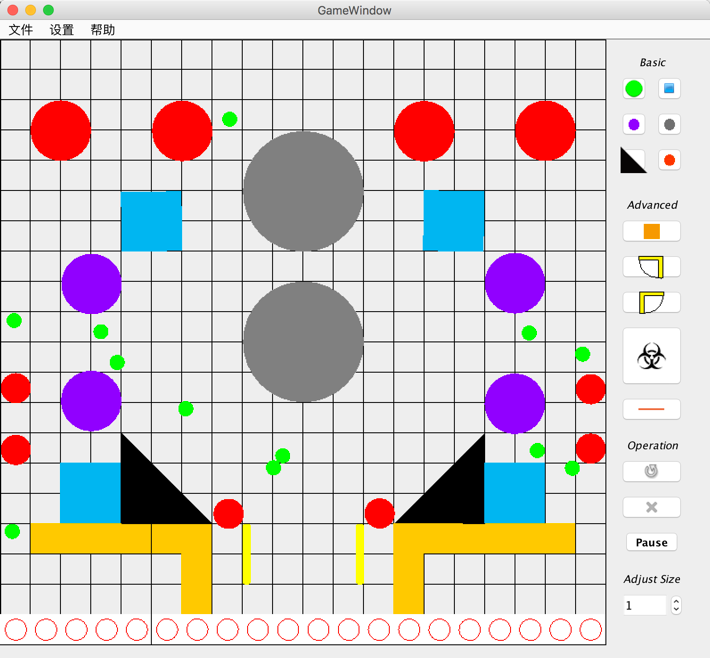 GameWindow
文件 设置 帮助
Basic
Advanced
Operation
Pause
Adjust Size
1